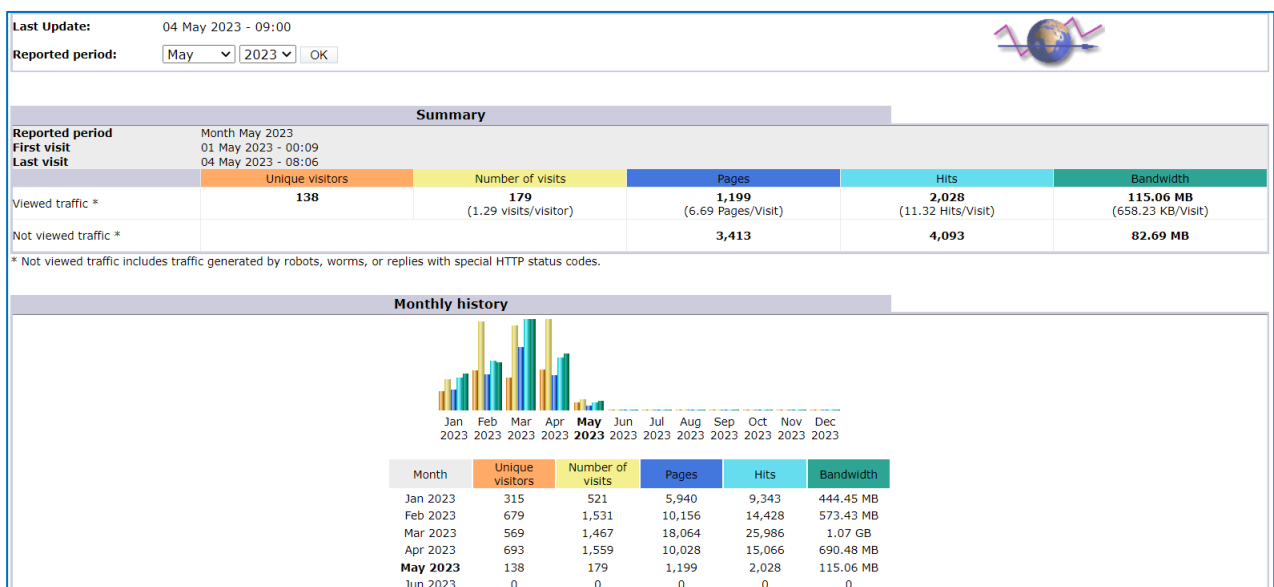 Last Update: 04 May 2023 - 09:00
Reported period: May 2023 OK
Summary
Reported period Month May 2023
First visit 01 May 2023 - 00:09
Last visit 04 May 2023 - 08:06
Unique visitors Number of visits Pages Hits Bandwidth
Viewed traffic * 138 179 1,199 2,028 115.06 MB
(1.29 visits/visitor) (6.69 Pages/Visit) (11.32 Hits/Visit) (658.23 KB/Visit)
Not viewed traffic * 3,413 4,093 82.69 MB
* Not viewed traffic includes traffic generated by robots, worms, or replies with special HTTP status codes.
Monthly history
Jan Feb Mar Apr May Jun Jul Aug Sep Oct Nov Dec
2023 2023 2023 2023 2023 2023 2023 2023 2023 2023 2023 2023
Month Unique visitors Number of visits Pages Hits Bandwidth
Jan 2023 315 521 5,940 9,343 444.45 MB
Feb 2023 679 1,531 10,156 14,428 573.43 MB
Mar 2023 569 1,467 18,064 25,986 1.07 GB
Apr 2023 693 1,559 10,028 15,066 690.48 MB
May 2023 138 179 1,199 2,028 115.06 MB
Jun 2023 0 0 0 0 0